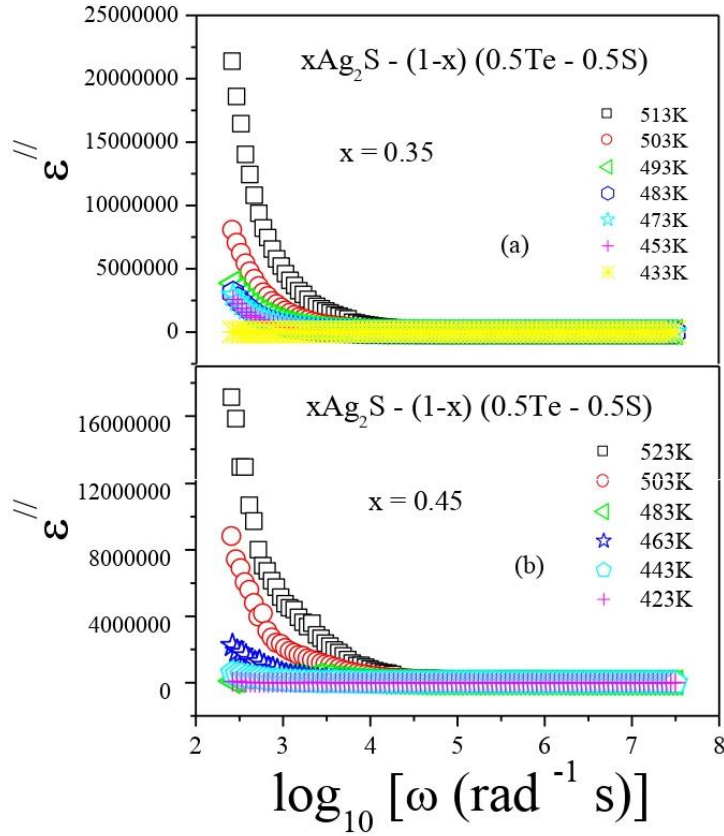 25000000
20000000
15000000
10000000
5000000
0
ε //
xAg2S - (1-x) (0.5Te - 0.5S)
x = 0.35
(a)
513K
503K
493K
483K
473K
453K
433K
16000000
12000000
8000000
4000000
0
ε //
xAg2S - (1-x) (0.5Te - 0.5S)
x = 0.45
(b)
523K
503K
483K
463K
443K
423K
2 3 4 5 6 7 8
log10 [ω (rad -1 s)]